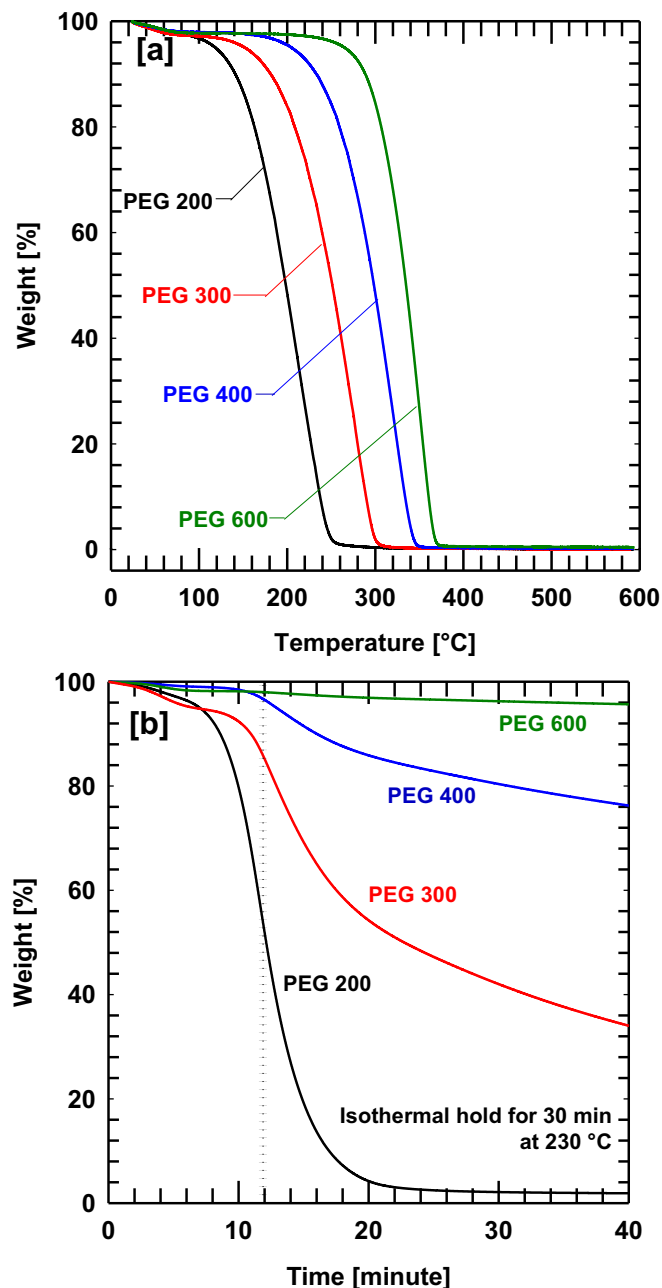 [a]
100
80
60
40
20
0
Weight [%]
PEG 200
PEG 300
PEG 400
PEG 600
0 100 200 300 400 500 600
Temperature [°C]
[b]
100
80
60
40
20
0
Weight [%]
PEG 600
PEG 400
PEG 300
PEG 200
Isothermal hold for 30 min
at 230 °C
0 10 20 30 40
Time [minute]